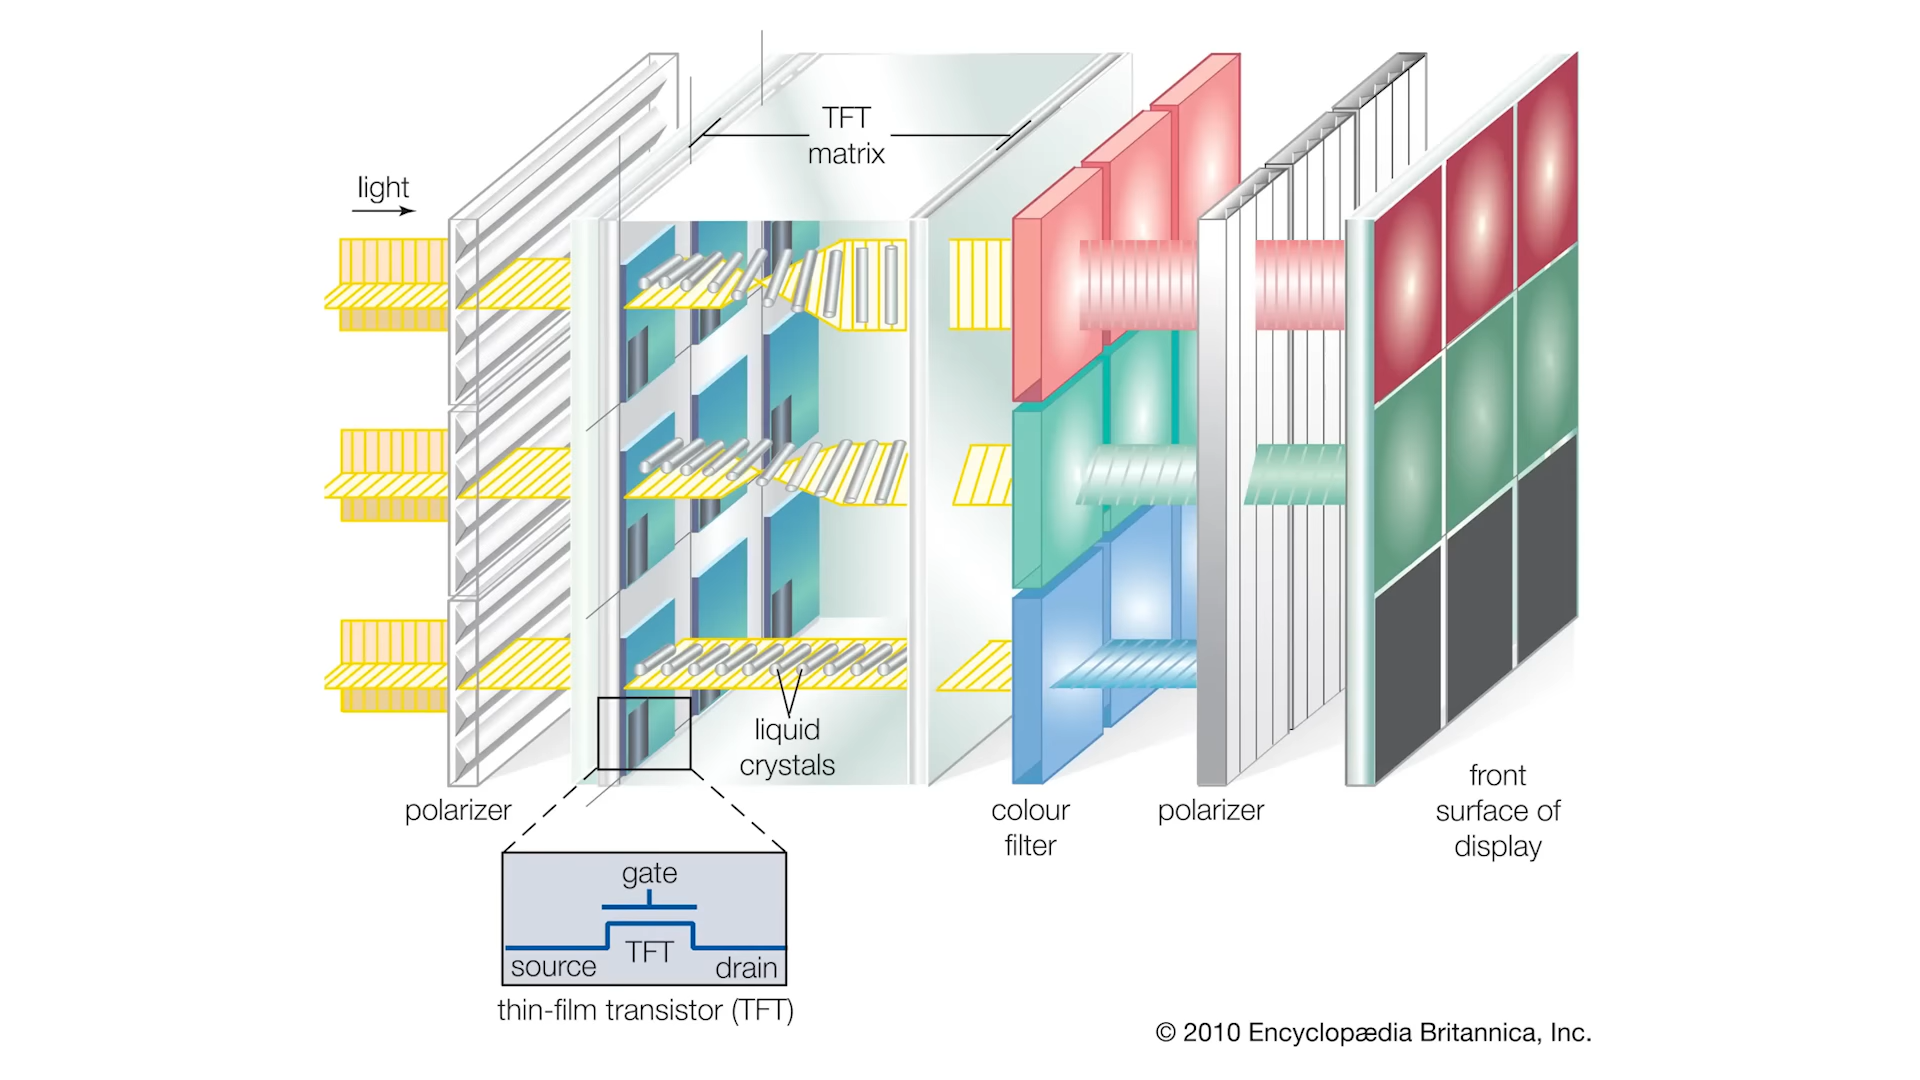 TFT
matrix
light
liquid
crystals
polarizer
colour
filter
polarizer
front
surface of
display
gate
TFT
source
drain
thin-film transistor (TFT)
© 2010 Encyclopædia Britannica, Inc.